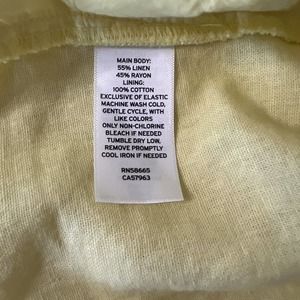 MAIN BODY:
55% LINEN
45% RAYON
LINING:
100% COTTON
EXCLUSIVE OF ELASTIC
MACHINE WASH COLD,
GENTLE CYCLE, WITH
LIKE COLORS
ONLY NON-CHLORINE
BLEACH IF NEEDED
TUMBLE DRY LOW,
REMOVE PROMPTLY
COOL IRON IF NEEDED
RN58665
CA57963